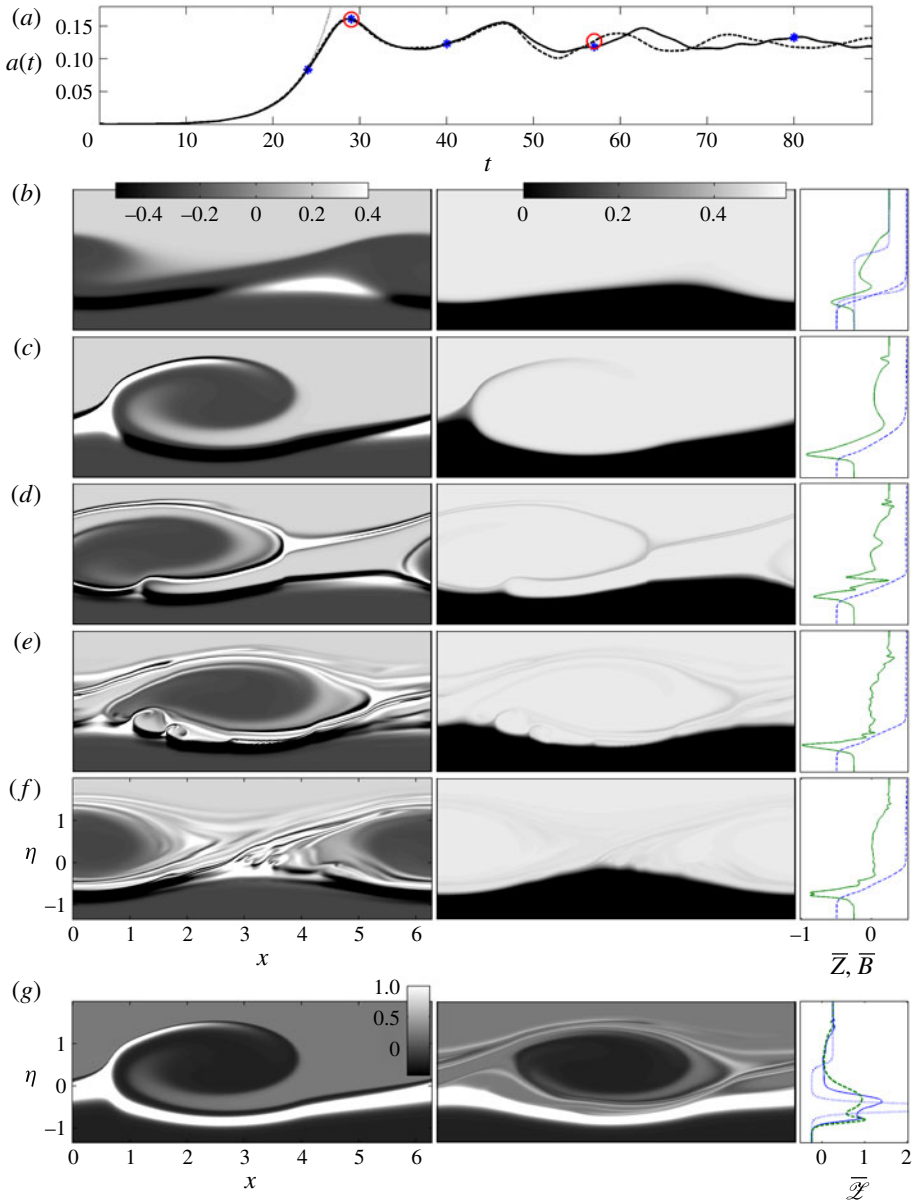 (a)
0.15
0.10
a(t)
0.05
0 10 20 30 40 50 60 70 80
t
(b)
–0.4 –0.2 0 0.2 0.4
0 0.2 0.4
(c)
(d)
(e)
(f)
1
η 0
–1
0 1 2 3 4 5 6
x
–1 0
Z̅, B̅
(g)
1.0
0.5
0
1
η 0
–1
0 1 2 3 4 5 6
x
0 1 2
𝒵̅